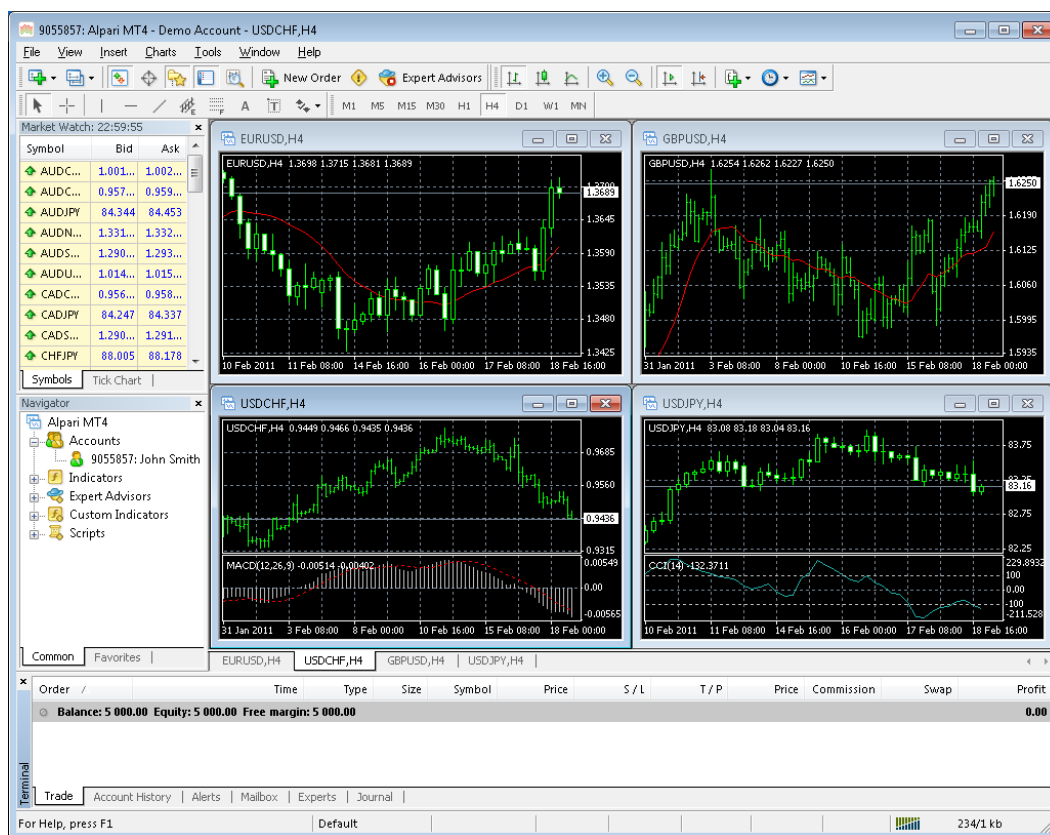 9055857: Alpari MT4 - Demo Account - USDCHF,H4
File View Insert Charts Tools Window Help
New Order Expert Advisors
A T M1 M5 M15 M30 H1 H4 D1 W1 MN
Market Watch: 22:59:55
Symbol Bid Ask
AUDC... 1.001... 1.002...
AUDC... 0.957... 0.959...
AUDJPY 84.344 84.453
AUDN... 1.331... 1.332...
AUDS... 1.290... 1.293...
AUDU... 1.014... 1.015...
CADC... 0.956... 0.958...
CADJPY 84.247 84.337
CADS... 1.290... 1.291...
CHFJPY 88.005 88.178
Symbols Tick Chart
Navigator
Alpari MT4
Accounts
9055857: John Smith
Indicators
Expert Advisors
Custom Indicators
Scripts
Common Favorites
EURUSD,H4
EURUSD,H4 1.3698 1.3715 1.3681 1.3689
1.3689
1.3645
1.3590
1.3535
1.3480
1.3425
10 Feb 2011 11 Feb 08:00 14 Feb 16:00 16 Feb 00:00 17 Feb 08:00 18 Feb 16:00
GBPUSD,H4
GBPUSD,H4 1.6254 1.6262 1.6227 1.6250
1.6250
1.6190
1.6125
1.6060
1.5995
1.5935
31 Jan 2011 3 Feb 08:00 8 Feb 00:00 10 Feb 16:00 15 Feb 08:00 18 Feb 00:00
USDCHF,H4
USDCHF,H4 0.9449 0.9466 0.9435 0.9436
0.9685
0.9560
0.9436
0.9315
MACD(12,26,9) -0.00514 -0.00402
0.00549
0.00
-0.00565
31 Jan 2011 3 Feb 08:00 8 Feb 00:00 10 Feb 16:00 15 Feb 08:00 18 Feb 00:00
USDJPY,H4
USDJPY,H4 83.08 83.18 83.04 83.16
83.75
83.16
82.75
82.25
CCI(14) -132.3711
229.8932
100
0.00
-100
-211.528
10 Feb 2011 11 Feb 08:00 14 Feb 16:00 16 Feb 00:00 17 Feb 08:00 18 Feb 16:00
EURUSD,H4 USDCHF,H4 GBPUSD,H4 USDJPY,H4
Order Time Type Size Symbol Price S / L T / P Price Commission Swap Profit
Balance: 5 000.00 Equity: 5 000.00 Free margin: 5 000.00 0.00
Terminal
Trade Account History Alerts Mailbox Experts Journal
For Help, press F1 Default 234/1 kb